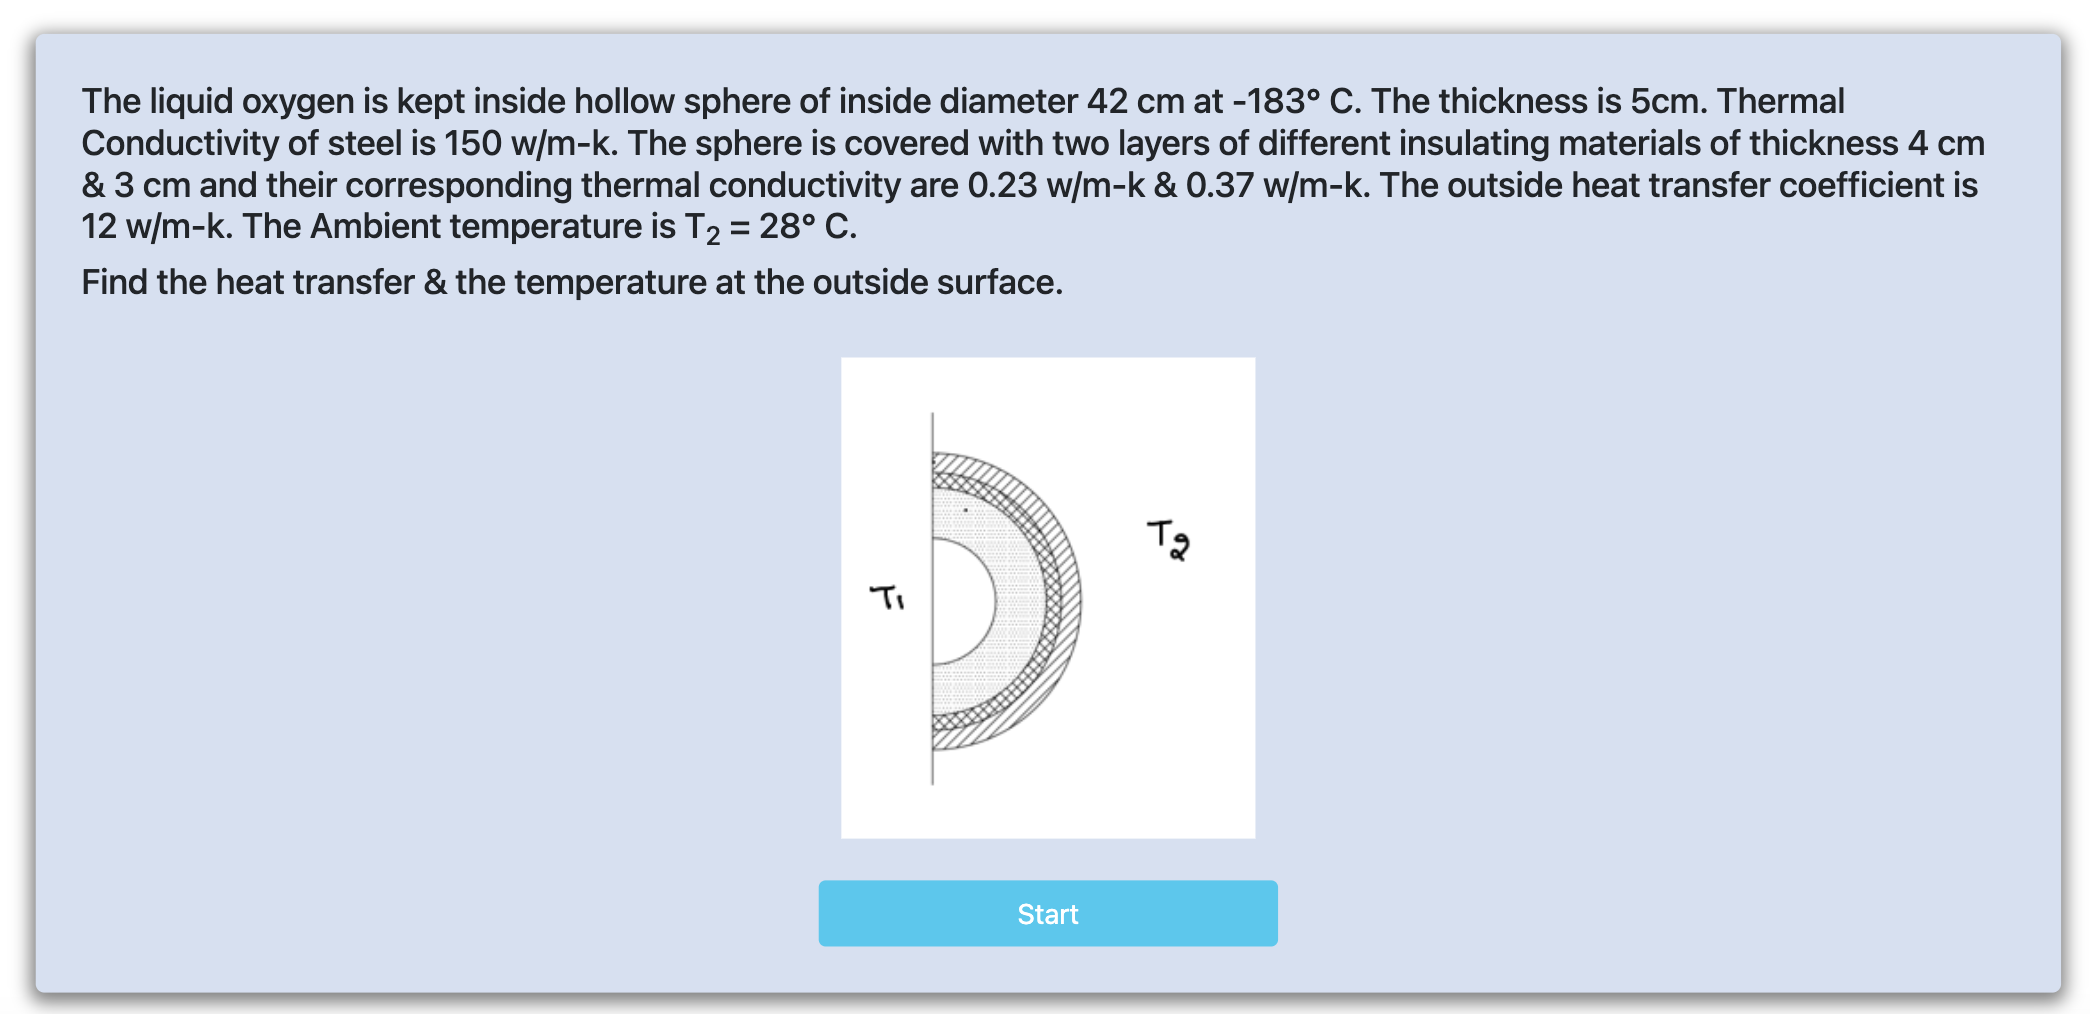 The liquid oxygen is kept inside hollow sphere of inside diameter 42 cm at -183° C. The thickness is 5cm. Thermal
Conductivity of steel is 150 w/m-k. The sphere is covered with two layers of different insulating materials of thickness 4 cm
& 3 cm and their corresponding thermal conductivity are 0.23 w/m-k & 0.37 w/m-k. The outside heat transfer coefficient is
12 w/m-k. The Ambient temperature is T₂ = 28° C.
Find the heat transfer & the temperature at the outside surface.
T₂
T₁
Start